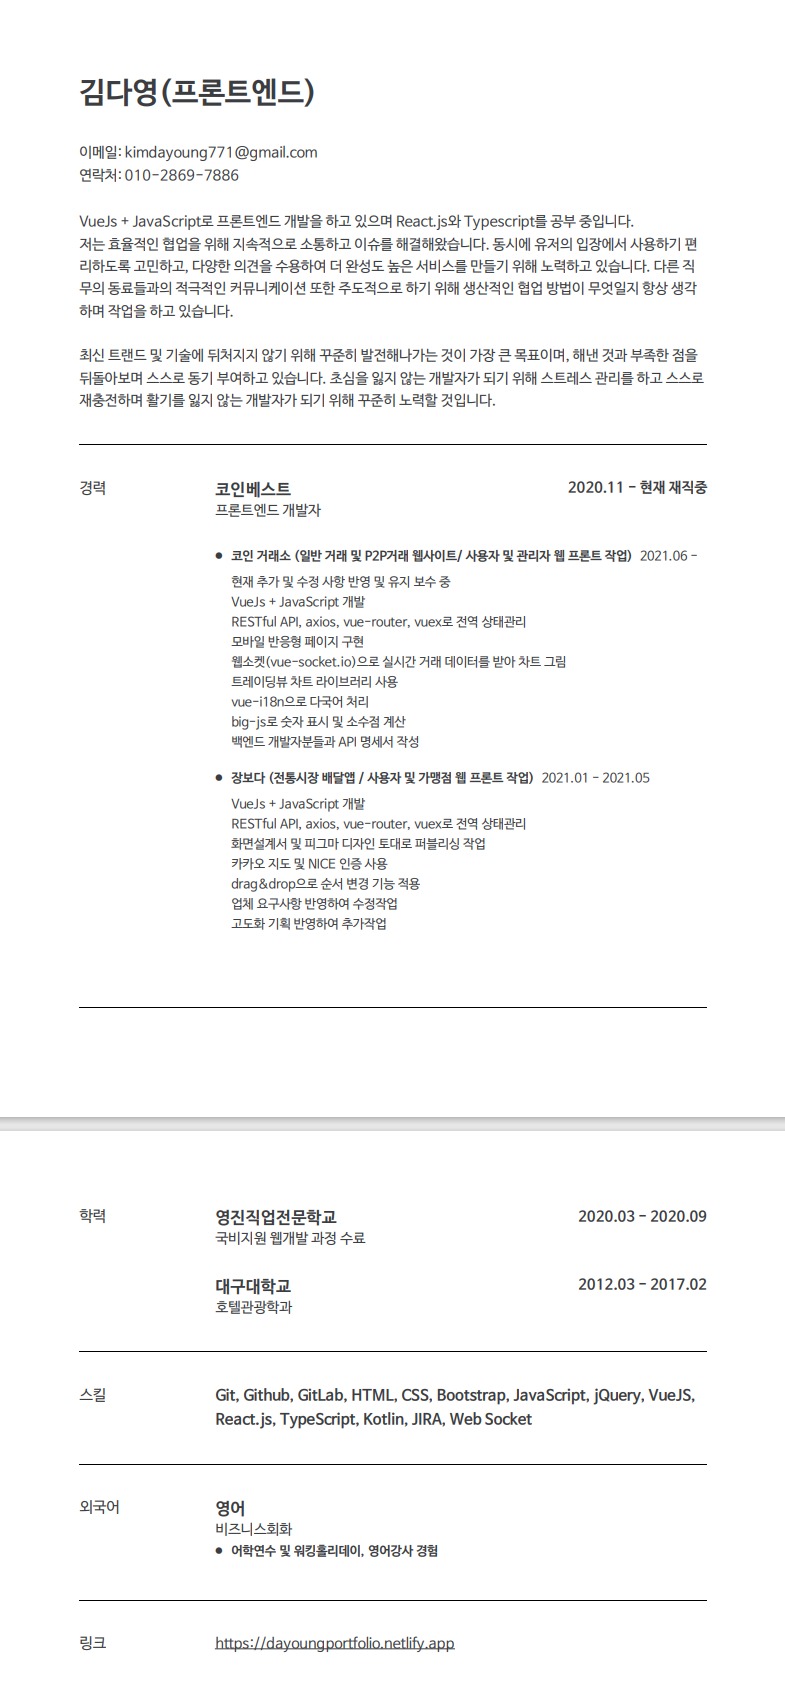 김다영(프론트엔드)
이메일: kimdayoung771@gmail.com
연락처: 010-2869-7886
VueJs + JavaScript로 프론트엔드 개발을 하고 있으며 React.js와 Typescript를 공부 중입니다.
저는 효율적인 협업을 위해 지속적으로 소통하고 이슈를 해결해왔습니다. 동시에 유저의 입장에서 사용하기 편
리하도록 고민하고, 다양한 의견을 수용하여 더 완성도 높은 서비스를 만들기 위해 노력하고 있습니다. 다른 직
무의 동료들과의 적극적인 커뮤니케이션 또한 주도적으로 하기 위해 생산적인 협업 방법이 무엇일지 항상 생각
하며 작업을 하고 있습니다.
최신 트랜드 및 기술에 뒤처지지 않기 위해 꾸준히 발전해나가는 것이 가장 큰 목표이며, 해낸 것과 부족한 점을
뒤돌아보며 스스로 동기 부여하고 있습니다. 초심을 잃지 않는 개발자가 되기 위해 스트레스 관리를 하고 스스로
재충전하며 활기를 잃지 않는 개발자가 되기 위해 꾸준히 노력할 것입니다.
경력 코인베스트 2020.11 - 현재 재직중
프론트엔드 개발자
● 코인 거래소 (일반 거래 및 P2P거래 웹사이트/ 사용자 및 관리자 웹 프론트 작업) 2021.06 -
현재 추가 및 수정 사항 반영 및 유지 보수 중
VueJs + JavaScript 개발
RESTful API, axios, vue-router, vuex로 전역 상태관리
모바일 반응형 페이지 구현
웹소켓(vue-socket.io)으로 실시간 거래 데이터를 받아 차트 그림
트레이딩뷰 차트 라이브러리 사용
vue-i18n으로 다국어 처리
big-js로 숫자 표시 및 소수점 계산
백엔드 개발자분들과 API 명세서 작성
● 장보다 (전통시장 배달앱 / 사용자 및 가맹점 웹 프론트 작업) 2021.01 - 2021.05
VueJs + JavaScript 개발
RESTful API, axios, vue-router, vuex로 전역 상태관리
화면설계서 및 피그마 디자인 토대로 퍼블리싱 작업
카카오 지도 및 NICE 인증 사용
drag&drop으로 순서 변경 기능 적용
업체 요구사항 반영하여 수정작업
고도화 기획 반영하여 추가작업
학력 영진직업전문학교 2020.03 - 2020.09
국비지원 웹개발 과정 수료
대구대학교 2012.03 - 2017.02
호텔관광학과
스킬 Git, Github, GitLab, HTML, CSS, Bootstrap, JavaScript, jQuery, VueJS,
React.js, TypeScript, Kotlin, JIRA, Web Socket
외국어 영어
비즈니스회화
● 어학연수 및 워킹홀리데이, 영어강사 경험
링크 https://dayoungportfolio.netlify.app